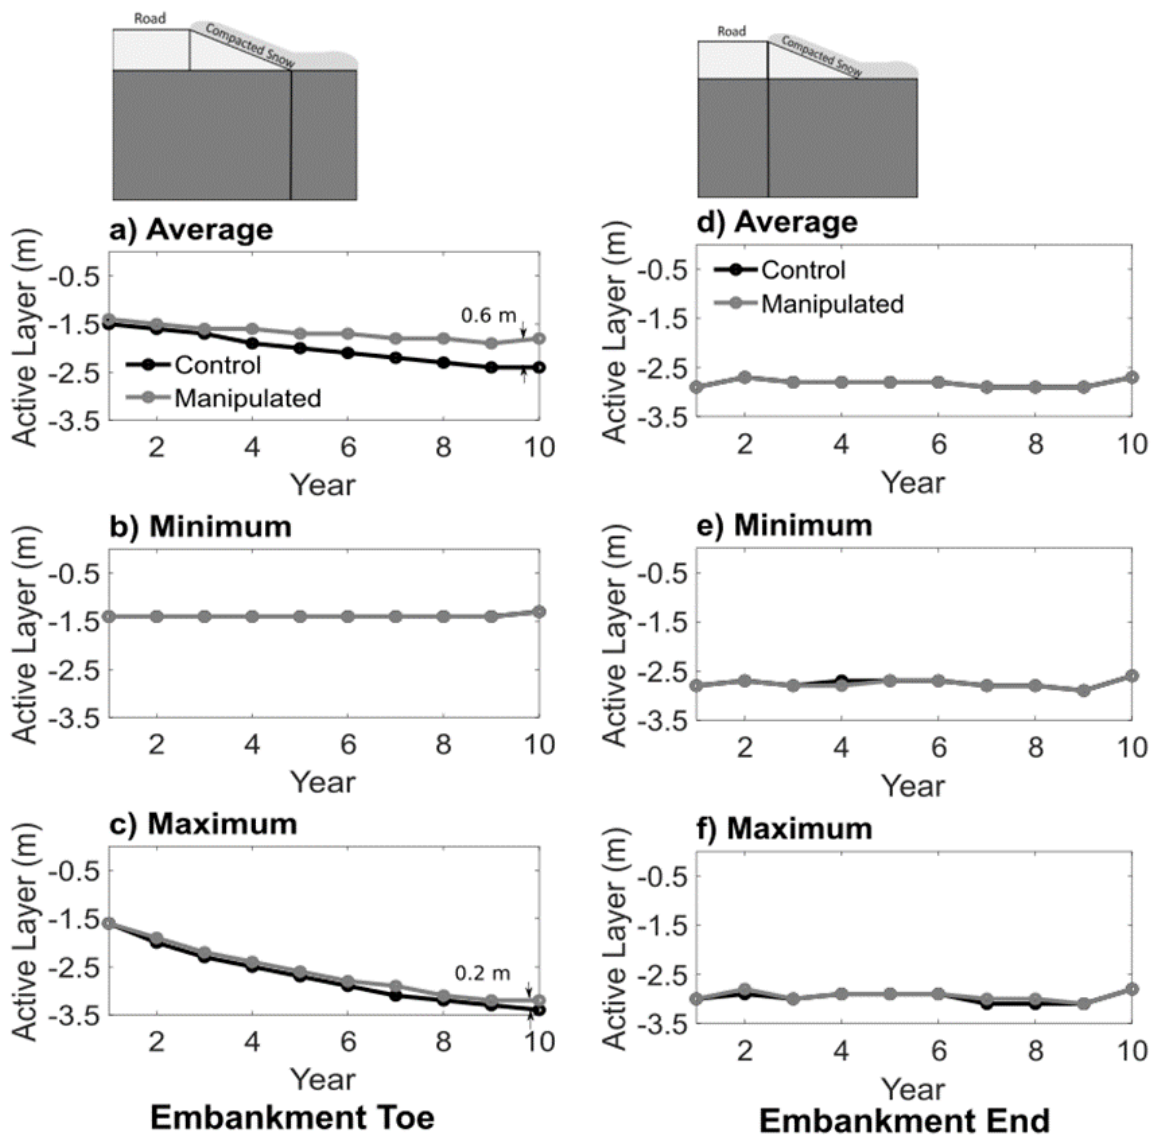 Road
Compacted Snow
Road
Compacted Snow
a) Average
Active Layer (m)
-0.5
-1.5
-2.5
-3.5
0.6 m
Control
Manipulated
2 4 6 8 10
Year
b) Minimum
Active Layer (m)
-0.5
-1.5
-2.5
-3.5
2 4 6 8 10
Year
c) Maximum
Active Layer (m)
-0.5
-1.5
-2.5
-3.5
0.2 m
2 4 6 8 10
Year
Embankment Toe
d) Average
Active Layer (m)
-0.5
-1.5
-2.5
-3.5
Control
Manipulated
2 4 6 8 10
Year
e) Minimum
Active Layer (m)
-0.5
-1.5
-2.5
-3.5
2 4 6 8 10
Year
f) Maximum
Active Layer (m)
-0.5
-1.5
-2.5
-3.5
2 4 6 8 10
Year
Embankment End